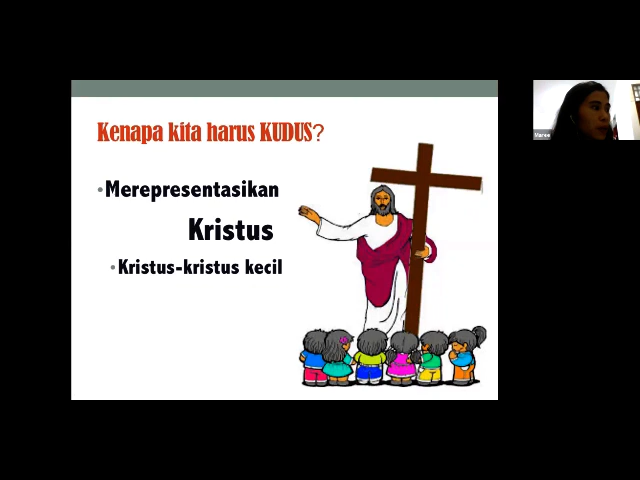 Kenapa kita harus KUDUS?
•Merepresentasikan
Kristus
•Kristus-kristus kecil